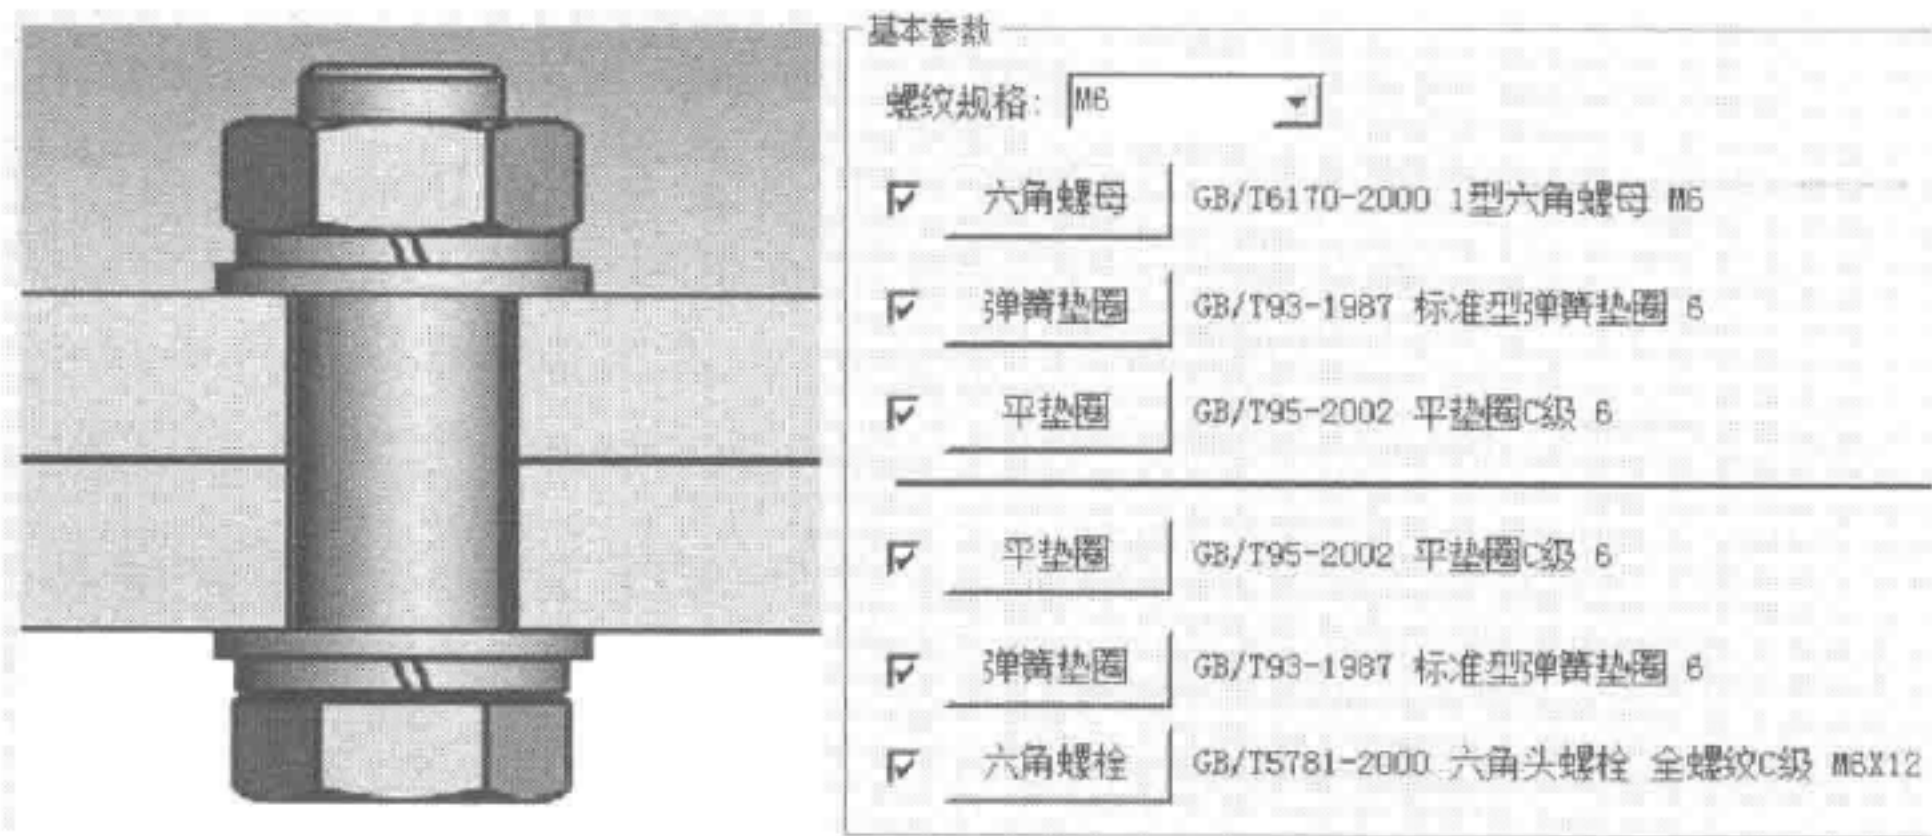 基本参数
螺纹规格: M6
六角螺母 GB/T6170-2000 1型六角螺母 M6
弹簧垫圈 GB/T93-1987 标准型弹簧垫圈 6
平垫圈 GB/T95-2002 平垫圈C级 6
平垫圈 GB/T95-2002 平垫圈C级 6
弹簧垫圈 GB/T93-1987 标准型弹簧垫圈 6
六角螺栓 GB/T5781-2000 六角头螺栓 全螺纹C级 M6X12